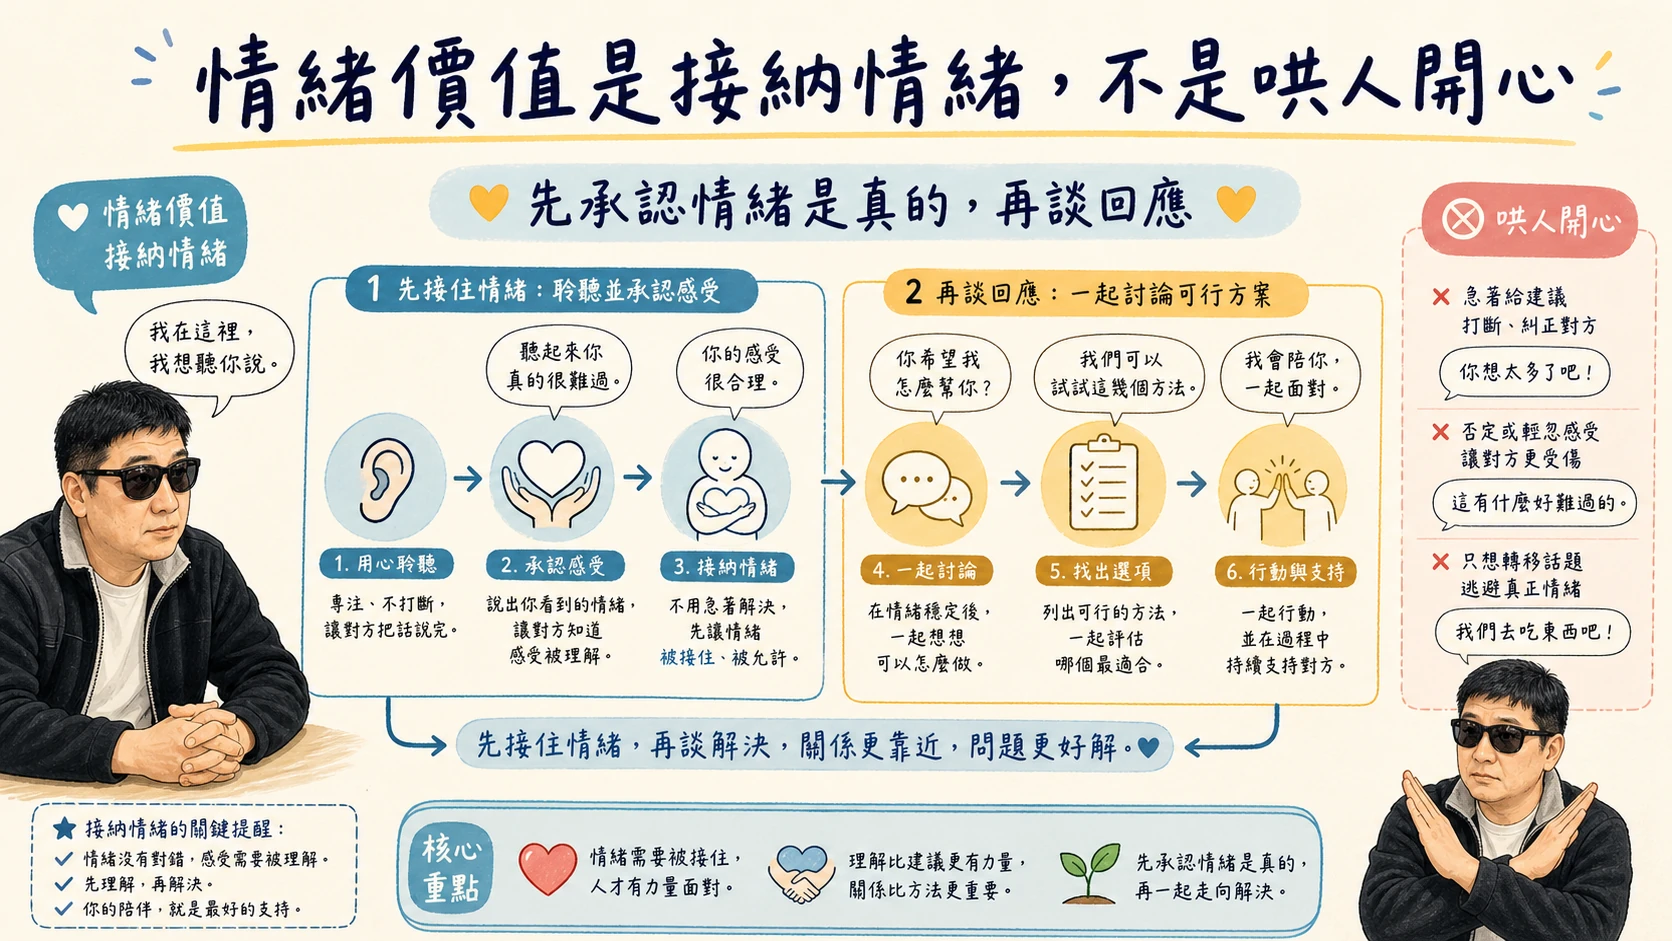 情緒價值是接納情緒，不是哄人開心
先承認情緒是真的，再談回應
情緒價值
接納情緒
我在這裡，
我想聽你說。
1 先接住情緒：聆聽並承認感受
聽起來你
真的很難過。
你的感受
很合理。
1. 用心聆聽
專注、不打斷，
讓對方把話說完。
2. 承認感受
說出你看到的情緒，
讓對方知道
感受被理解。
3. 接納情緒
不用急著解決，
先讓情緒
被接住、被允許。
2 再談回應：一起討論可行方案
你希望我
怎麼幫你？
我們可以
試試這幾個方法。
我會陪你，
一起面對。
4. 一起討論
在情緒穩定後，
一起想想
可以怎麼做。
5. 找出選項
列出可行的方法，
一起評估
哪個最適合。
6. 行動與支持
一起行動，
並在過程中
持續支持對方。
哄人開心
急著給建議
打斷、糾正對方
你想太多了吧！
否定或輕忽感受
讓對方更受傷
這有什麼好難過的。
只想轉移話題
逃避真正情緒
我們去吃東西吧！
先接住情緒，再談解決，關係更靠近，問題更好解。
接納情緒的關鍵提醒：
情緒沒有對錯，感受需要被理解。
先理解，再解決。
你的陪伴，就是最好的支持。
核心
重點
情緒需要被接住，
人才有力量面對。
理解比建議更有力量，
關係比方法更重要。
先承認情緒是真的，
再一起走向解決。